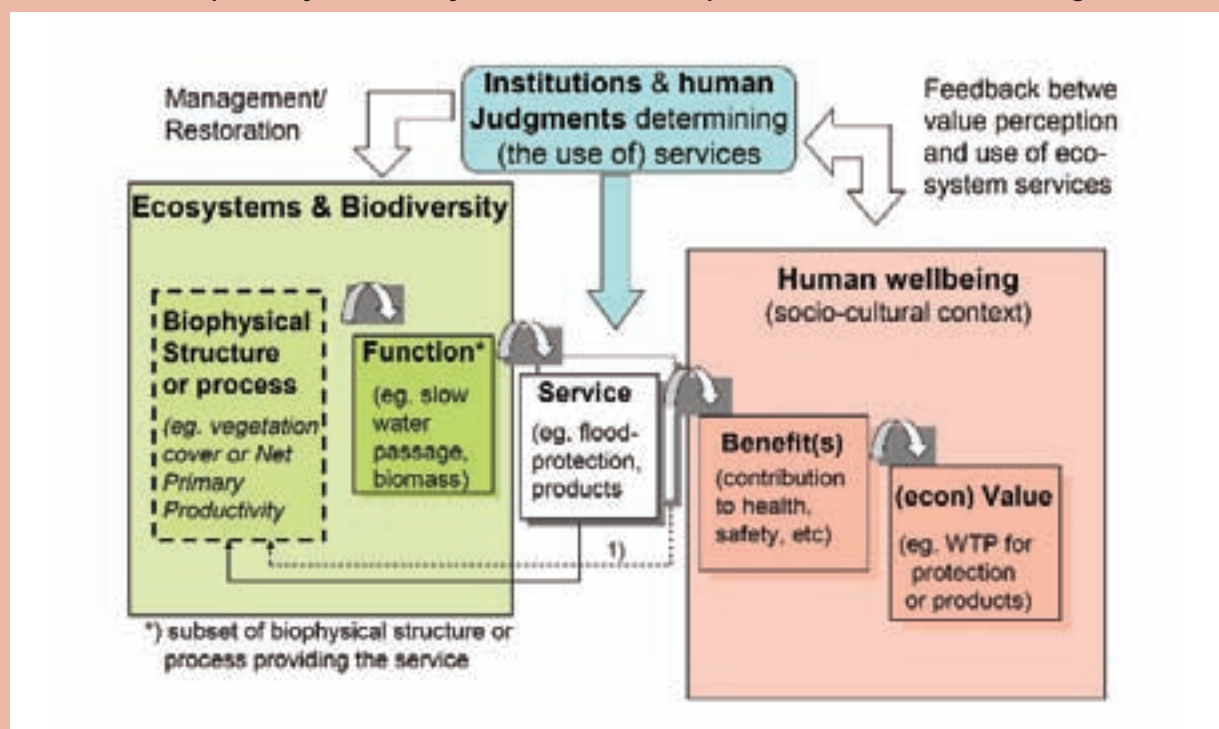 Institutions & human
Judgments determining
(the use of) services
Management/
Restoration
Feedback betwe
value perception
and use of eco-
system services
Ecosystems & Biodiversity
Biophysical
Structure
or process
(eg. vegetation
cover or Net
Primary
Productivity
Function*
(eg. slow
water
passage,
biomass)
Service
(eg. flood-
protection,
products
1)
Human wellbeing
(socio-cultural context)
Benefit(s)
(contribution
to health,
safety, etc)
(econ) Value
(eg. WTP for
protection
or products)
*) subset of biophysical structure or
process providing the service